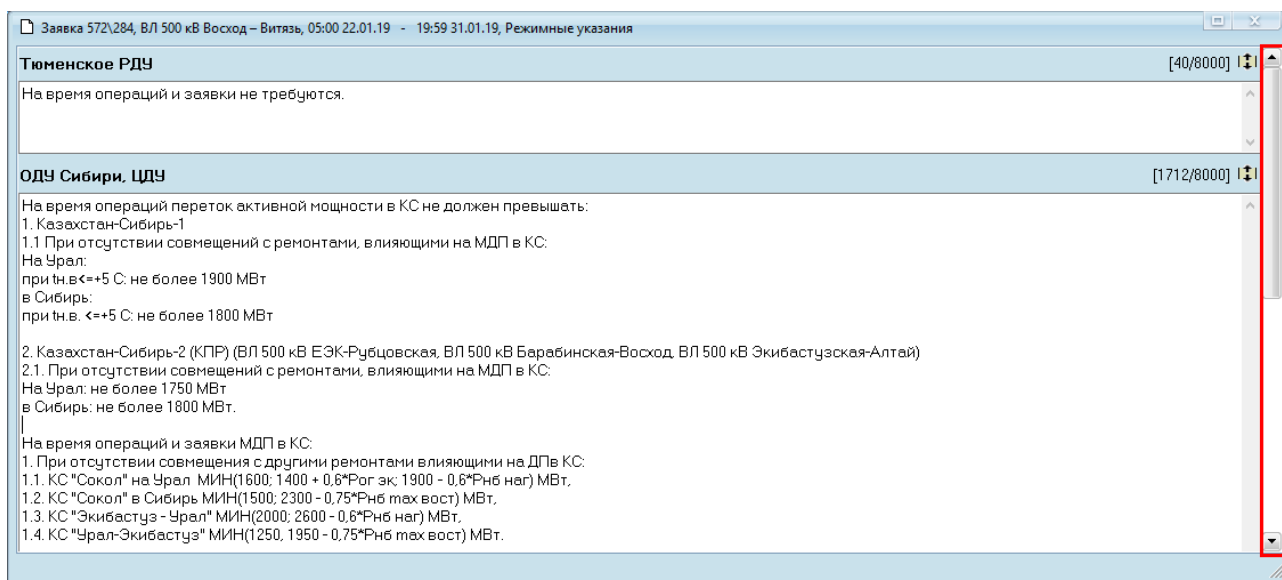 Заявка 572\284, ВЛ 500 кВ Восход – Витязь, 05:00 22.01.19 - 19:59 31.01.19, Режимные указания
Тюменское РДУ [40/8000]
На время операций и заявки не требуются.
ОДУ Сибири, ЦДУ [1712/8000]
На время операций переток активной мощности в КС не должен превышать:
1. Казахстан-Сибирь-1
1.1 При отсутствии совмещений с ремонтами, влияющими на МДП в КС:
На Урал:
при tн.в<=+5 С: не более 1900 МВт
в Сибирь:
при tн.в. <=+5 С: не более 1800 МВт
2. Казахстан-Сибирь-2 (КПР) (ВЛ 500 кВ ЕЭК-Рубцовская, ВЛ 500 кВ Барабинская-Восход, ВЛ 500 кВ Экибастузская-Алтай)
2.1. При отсутствии совмещений с ремонтами, влияющими на МДП в КС:
На Урал: не более 1750 МВт
в Сибирь: не более 1800 МВт.
На время операций и заявки МДП в КС:
1. При отсутствии совмещения с другими ремонтами влияющими на ДПв КС:
1.1. КС "Сокол" на Урал МИН(1600; 1400 + 0,6*Рог эк; 1900 - 0,6*Рнб наг) МВт,
1.2. КС "Сокол" в Сибирь МИН(1500; 2300 - 0,75*Рнб max вост) МВт,
1.3. КС "Экибастуз - Урал" МИН(2000; 2600 - 0,6*Рнб наг) МВт,
1.4. КС "Урал-Экибастуз" МИН(1250, 1950 - 0,75*Рнб max вост) МВт.